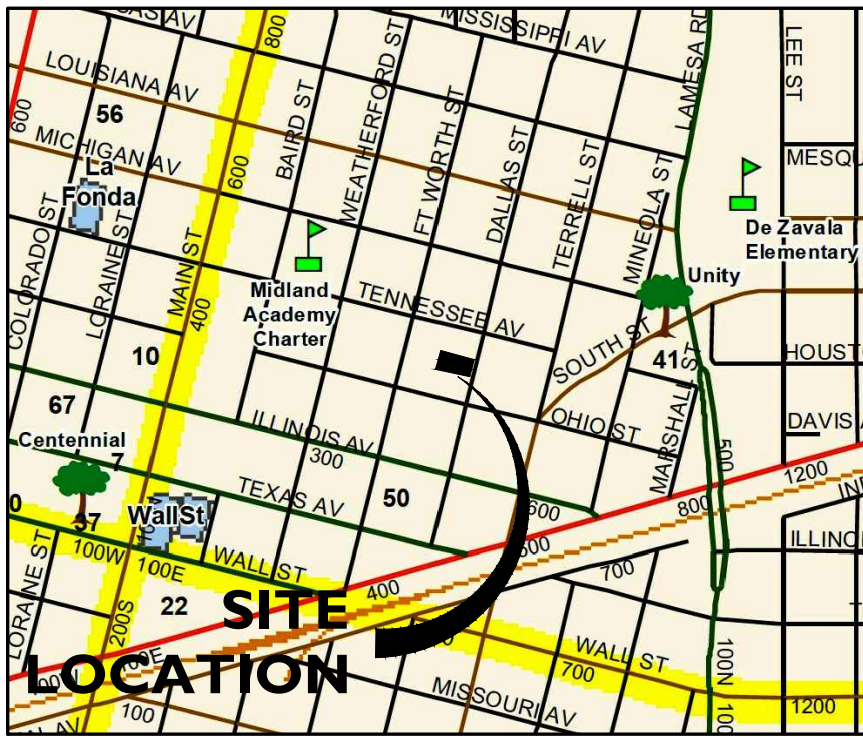 MISSISSIPPI AV
800
LAMESA RD
LEE ST
LOUISIANA AV
WEATHERFORD ST
BAIRD ST
600
56
MICHIGAN AV
FT WORTH ST
DALLAS ST
TERRELL ST
MINEOLA ST
La
Fonda
600
De Zavala
Elementary
COLORADO ST
LORAINE ST
MAIN ST
400
Midland
Academy
Charter
TENNESSEE AV
Unity
SOUTH ST
10
41
67
ILLINOIS AV
300
OHIO ST
MARSHALL ST
500
Centennial
7
TEXAS AV
50
600
800
1200
37
Wall St
100W
100E
WALL ST
LORAINE ST
22
200S
400
600
700
SITE
LOCATION
WALL ST
700
100N
100
MISSOURI AV
1200
100